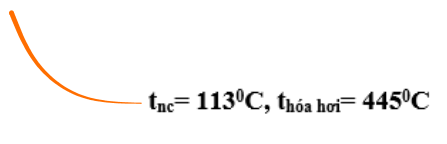 tnc= 113⁰C, thóa hơi= 445⁰C